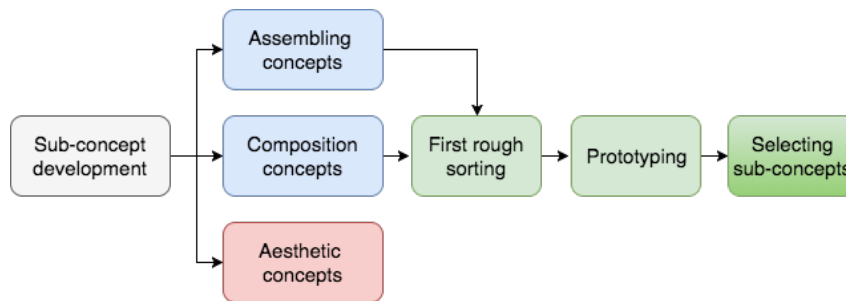 Sub-concept
development
Assembling
concepts
Composition
concepts
Aesthetic
concepts
First rough
sorting
Prototyping
Selecting
sub-concepts